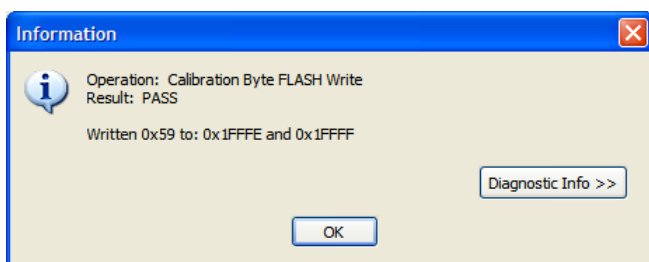 Information
Operation: Calibration Byte FLASH Write
Result: PASS
Written 0x59 to: 0x1FFFE and 0x1FFFF
Diagnostic Info >>
OK